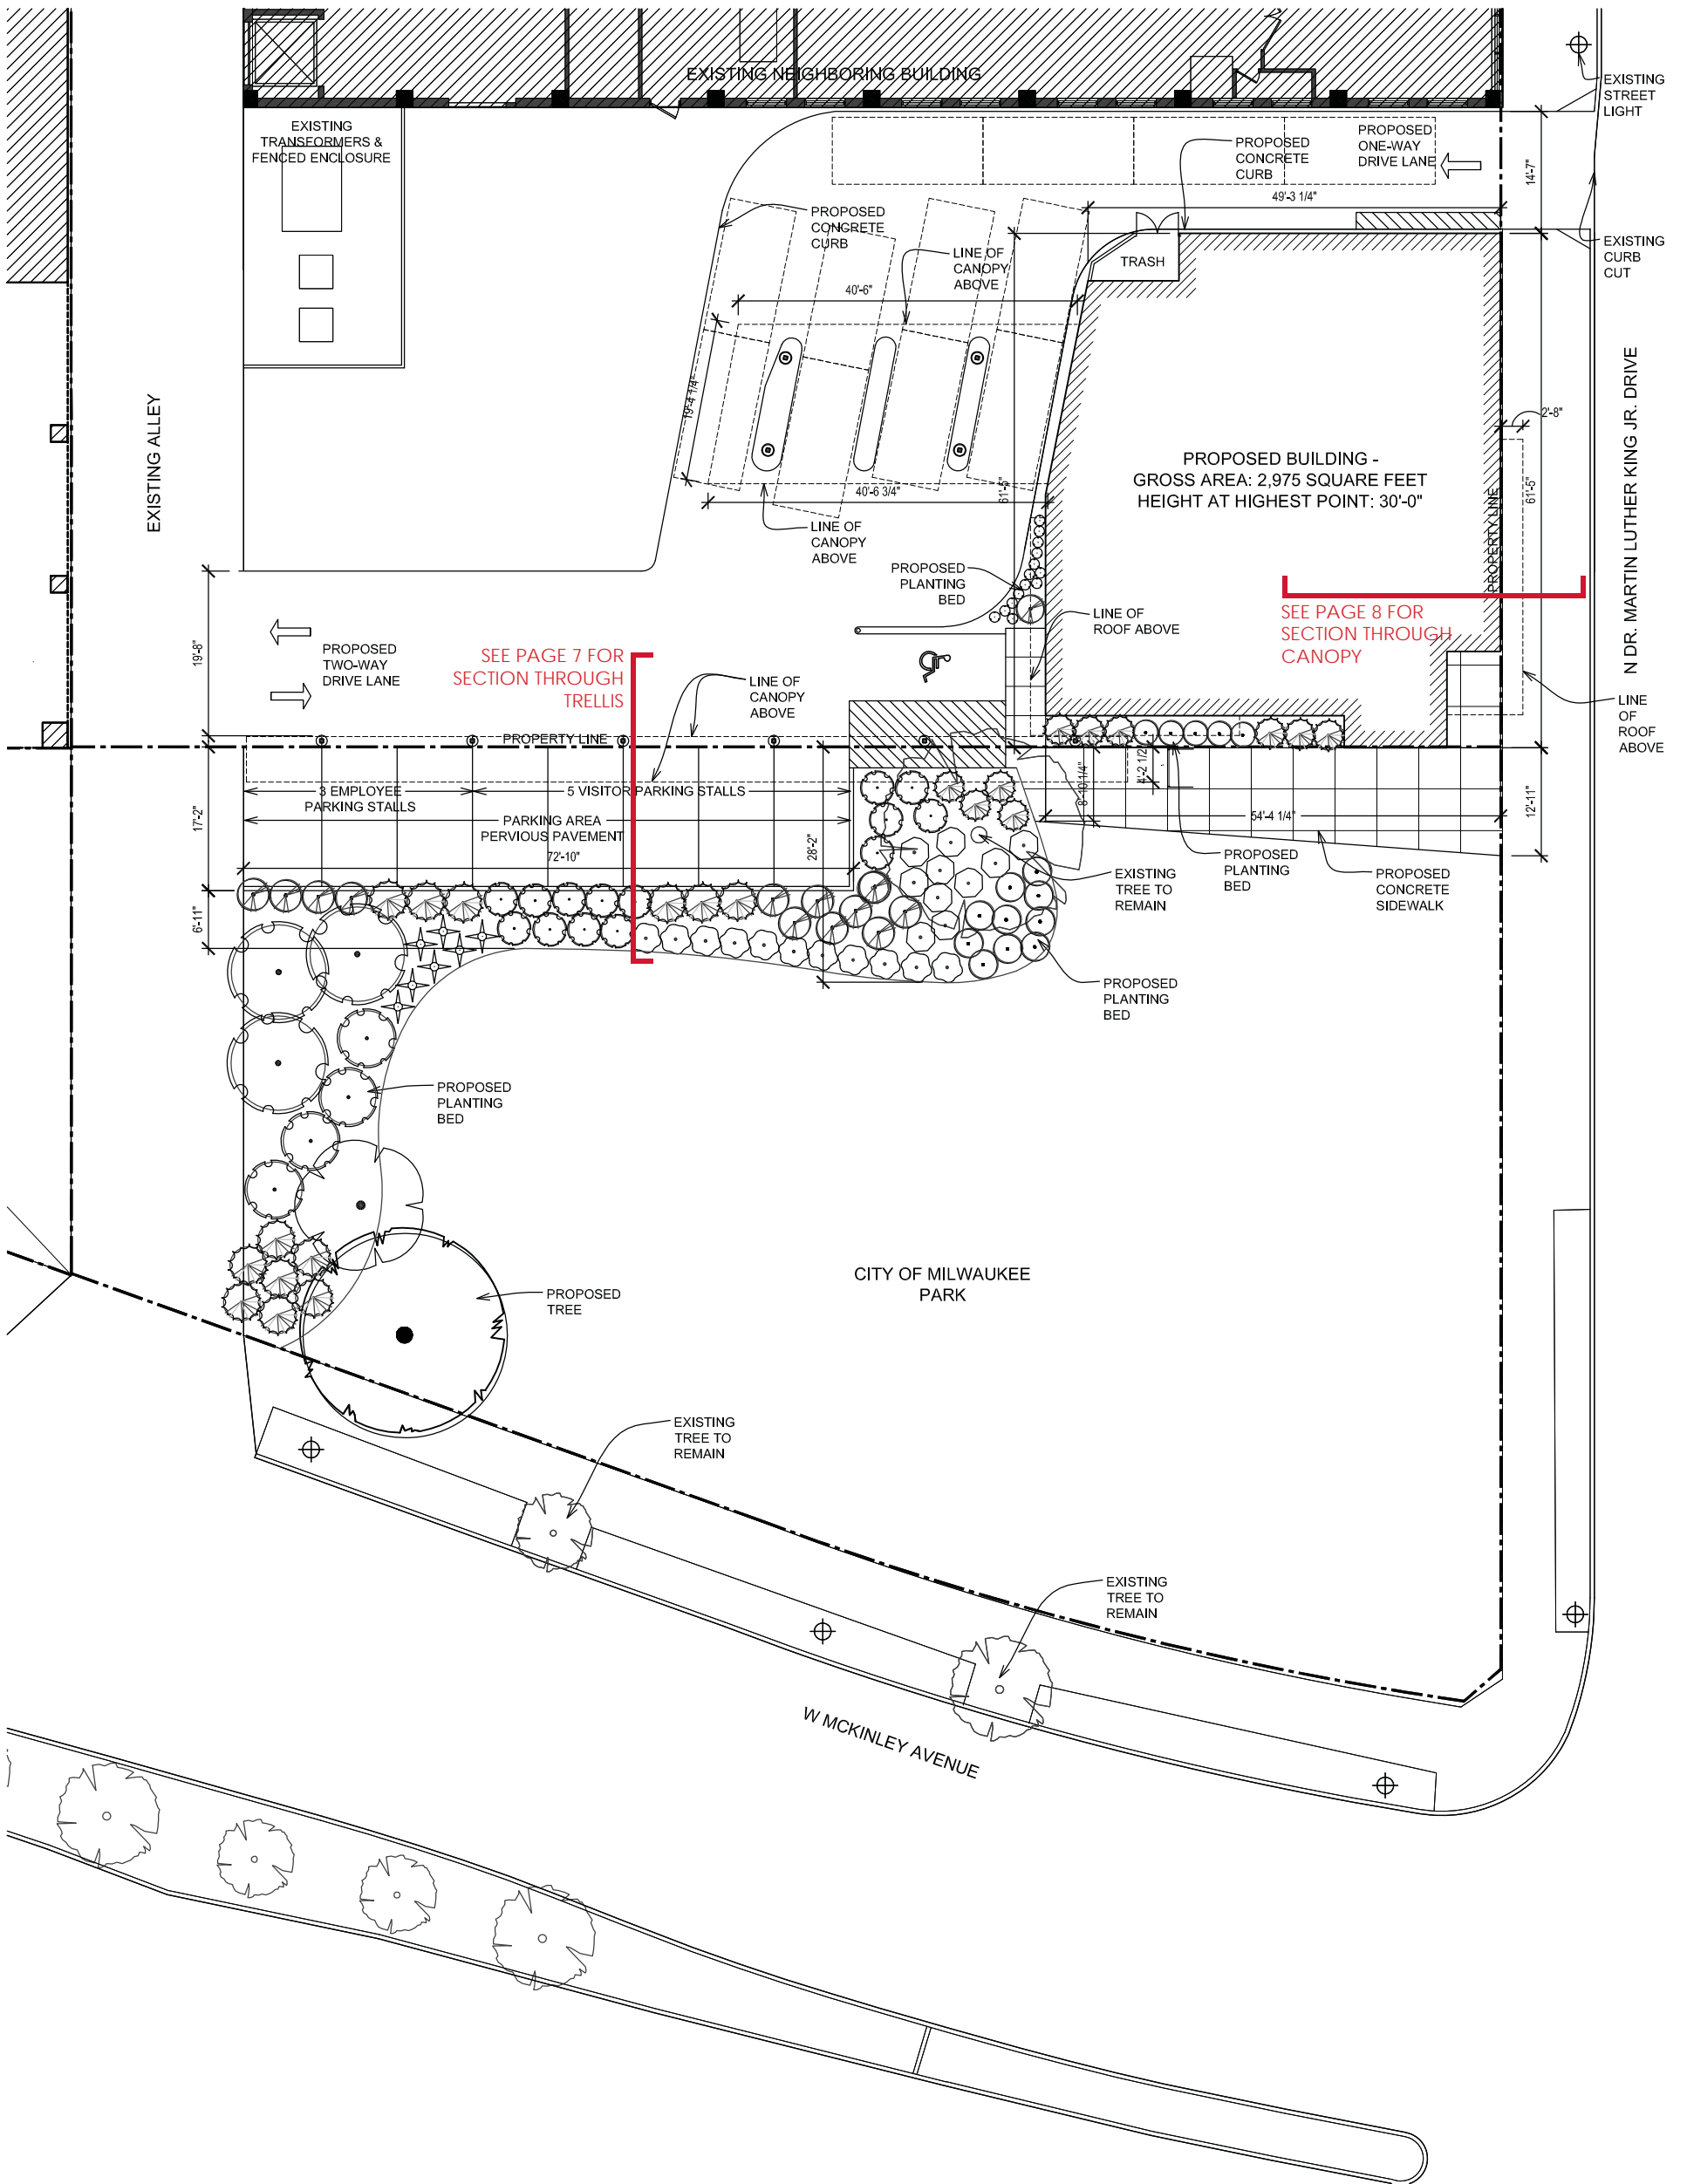 EXISTING NEIGHBORING BUILDING
EXISTING
STREET
LIGHT
EXISTING
TRANSFORMERS &
FENCED ENCLOSURE
PROPOSED
CONCRETE
CURB
PROPOSED
ONE-WAY
DRIVE LANE
14'-7"
49'-3 1/4"
PROPOSED
CONCRETE
CURB
LINE OF
CANOPY
ABOVE
TRASH
EXISTING
CURB
CUT
40'-6"
19'-4 1/4"
EXISTING ALLEY
N DR. MARTIN LUTHER KING JR. DRIVE
2'-8"
PROPOSED BUILDING -
GROSS AREA: 2,975 SQUARE FEET
HEIGHT AT HIGHEST POINT: 30'-0"
40'-6 3/4"
61'-5"
61'-5"
PROPERTY LINE
LINE OF
CANOPY
ABOVE
PROPOSED
PLANTING
BED
LINE OF
ROOF ABOVE
SEE PAGE 8 FOR
SECTION THROUGH
CANOPY
19'-8"
PROPOSED
TWO-WAY
DRIVE LANE
SEE PAGE 7 FOR
SECTION THROUGH
TRELLIS
LINE OF
CANOPY
ABOVE
LINE
OF
ROOF
ABOVE
PROPERTY LINE
3 EMPLOYEE
PARKING STALLS
5 VISITOR PARKING STALLS
PARKING AREA
PERVIOUS PAVEMENT
17'-2"
72'-10"
28'-2"
8'-10 1/4"
4'-2 1/2"
54'-4 1/4"
12'-11"
6'-11"
EXISTING
TREE TO
REMAIN
PROPOSED
PLANTING
BED
PROPOSED
CONCRETE
SIDEWALK
PROPOSED
PLANTING
BED
PROPOSED
PLANTING
BED
PROPOSED
TREE
CITY OF MILWAUKEE
PARK
EXISTING
TREE TO
REMAIN
EXISTING
TREE TO
REMAIN
W MCKINLEY AVENUE